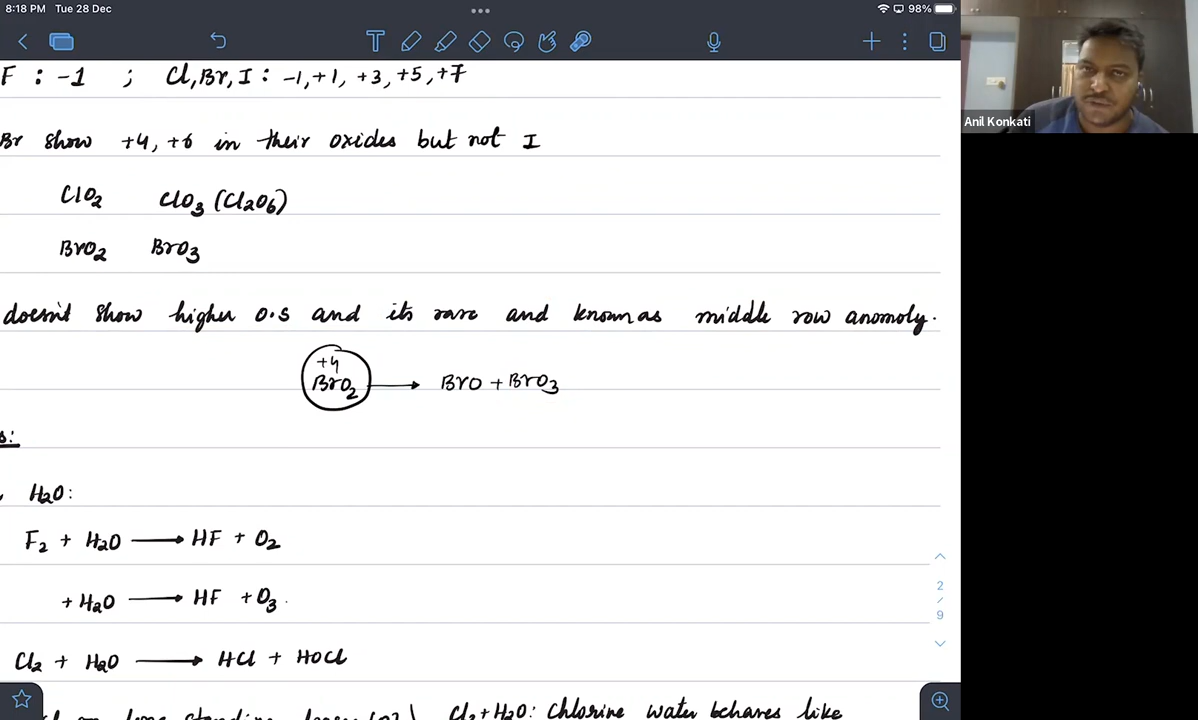 8:18 PM Tue 28 Dec 98%
Anil Konkati
F : -1 ; Cl, Br, I : -1, +1, +3, +5, +7
Br show +4, +6 in their oxides but not I
ClO2 ClO3 (Cl2O6)
BrO2 BrO3
doesn't show higher O.S and its rare and known as middle row anomoly.
+4
BrO2 → BrO + BrO3
s:
H2O:
F2 + H2O → HF + O2
+ H2O → HF + O3
Cl2 + H2O → HCl + HOCl
on long standing Cl2 + H2O : Chlorine water behaves like
2
/
9